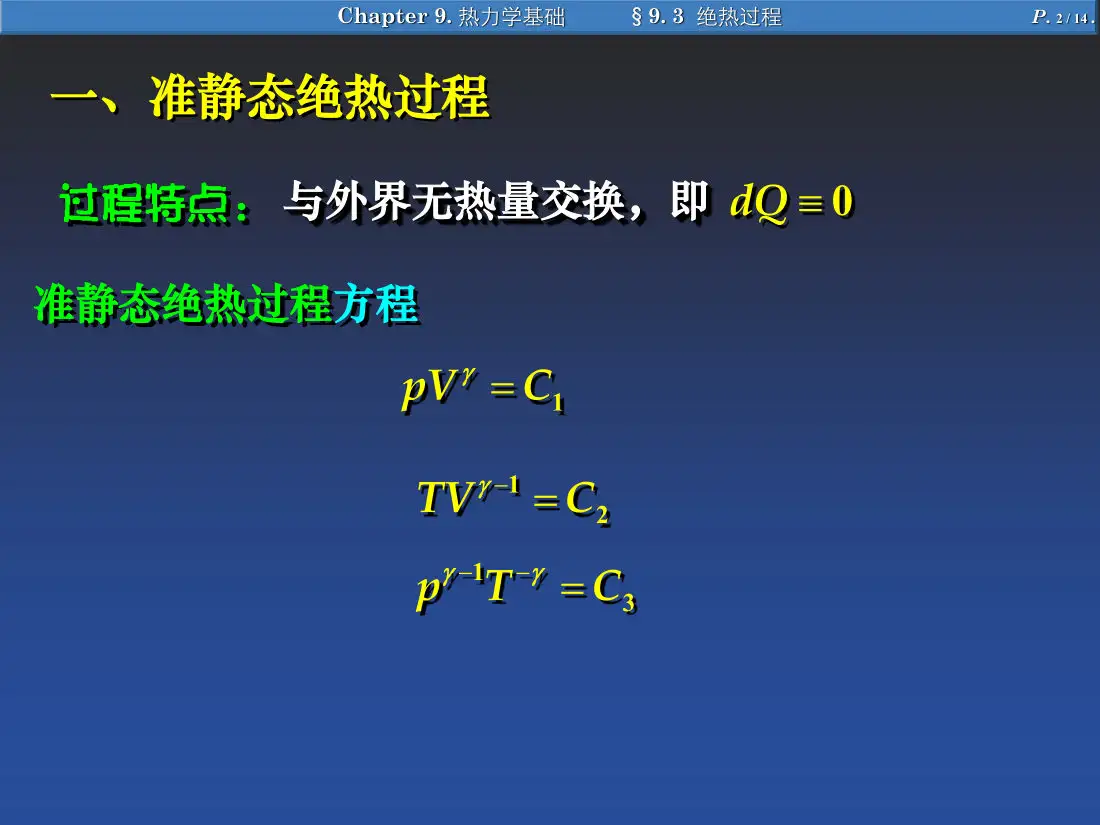 Chapter 9. 热力学基础 § 9. 3 绝热过程 P. 2 / 14 .
一、准静态绝热过程
过程特点： 与外界无热量交换，即 dQ ≡ 0
准静态绝热过程方程
pV^γ = C₁
TV^(γ−1) = C₂
p^(γ−1)T^(−γ) = C₃